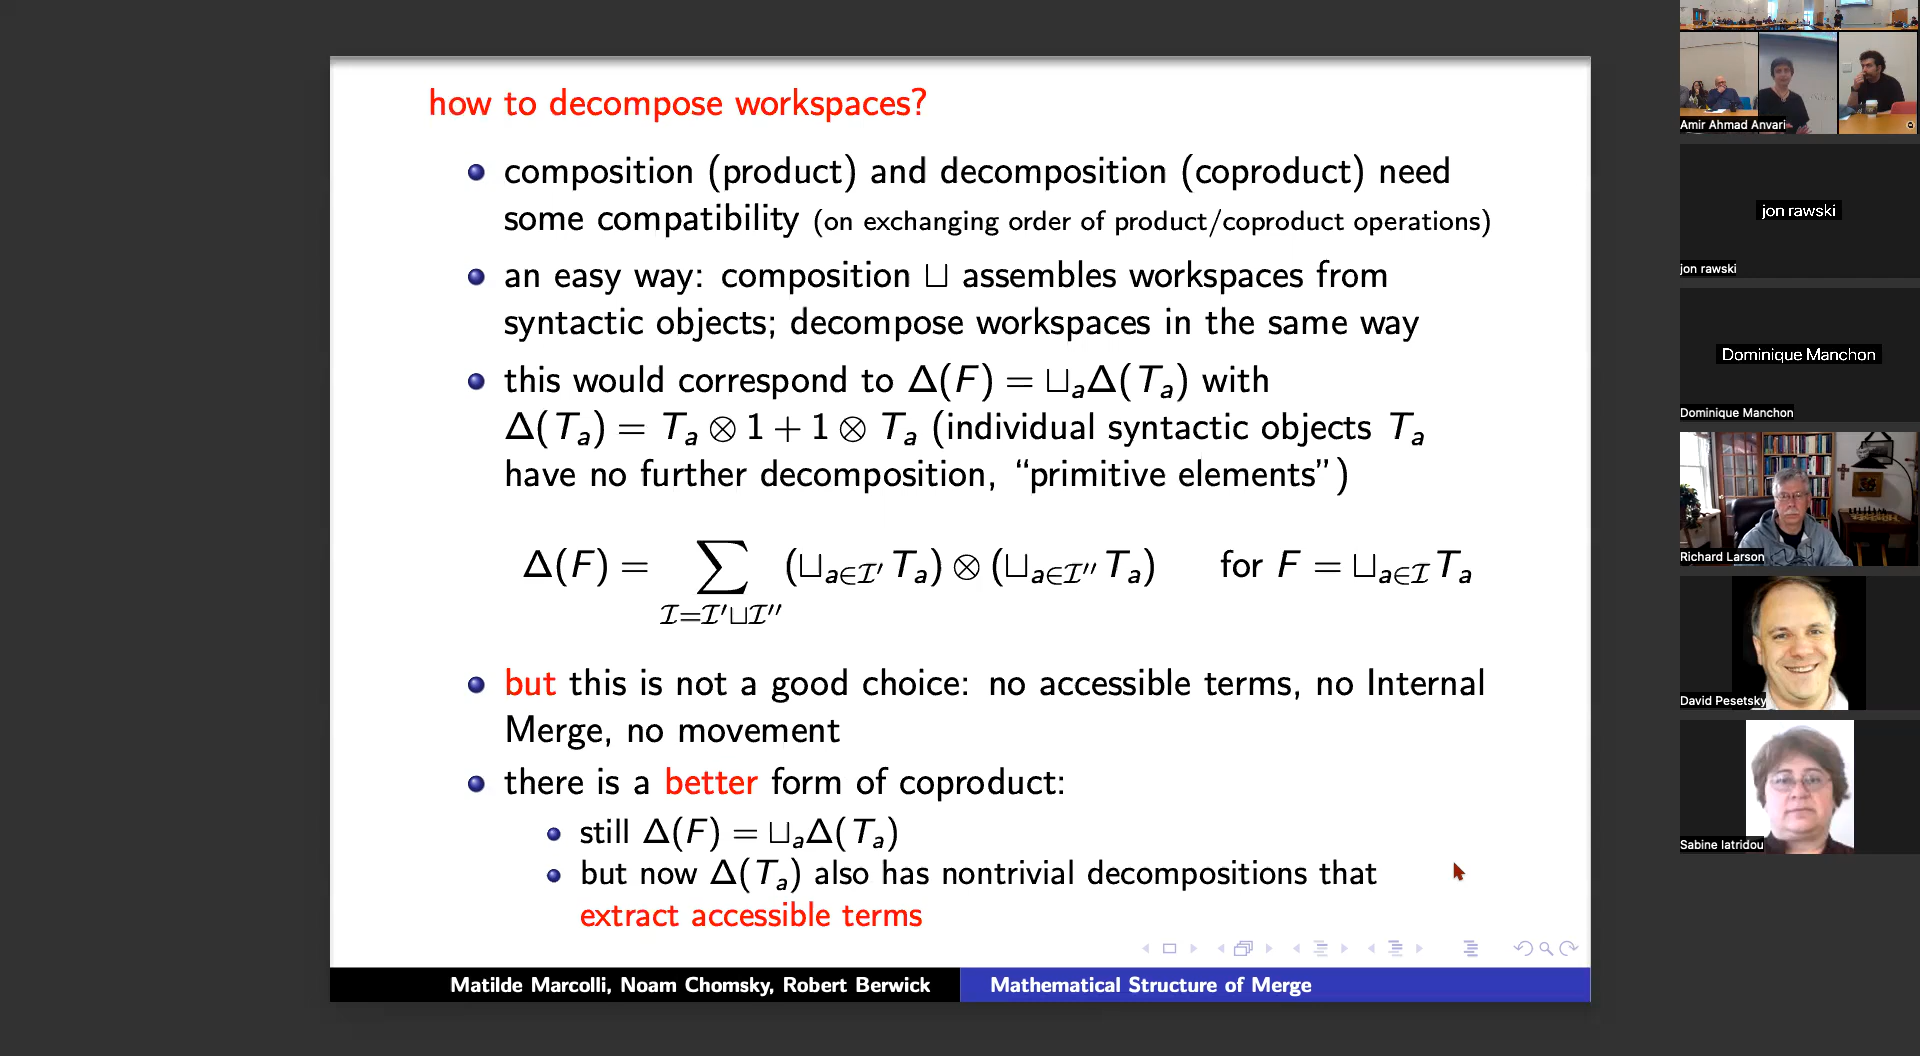 how to decompose workspaces?
composition (product) and decomposition (coproduct) need
some compatibility (on exchanging order of product/coproduct operations)
an easy way: composition ⊔ assembles workspaces from
syntactic objects; decompose workspaces in the same way
this would correspond to Δ(F) = ⊔ₐΔ(Tₐ) with
Δ(Tₐ) = Tₐ ⊗ 1 + 1 ⊗ Tₐ (individual syntactic objects Tₐ
have no further decomposition, “primitive elements”)
Δ(F) = ∑_{ℐ=ℐ′⊔ℐ″} (⊔_{a∈ℐ′} Tₐ) ⊗ (⊔_{a∈ℐ″} Tₐ) for F = ⊔_{a∈ℐ} Tₐ
but this is not a good choice: no accessible terms, no Internal
Merge, no movement
there is a better form of coproduct:
still Δ(F) = ⊔ₐΔ(Tₐ)
but now Δ(Tₐ) also has nontrivial decompositions that
extract accessible terms
Matilde Marcolli, Noam Chomsky, Robert Berwick
Mathematical Structure of Merge
Amir Ahmad Anvari
jon rawski
jon rawski
Dominique Manchon
Dominique Manchon
Richard Larson
David Pesetsky
Sabine Iatridou